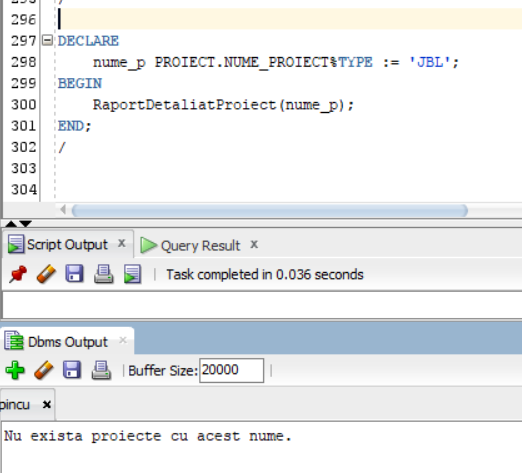 295 /
296
297 DECLARE
298 nume_p PROIECT.NUME_PROIECT%TYPE := 'JBL';
299 BEGIN
300 RaportDetaliatProiect(nume_p);
301 END;
302 /
303
304
Script Output x Query Result x
Task completed in 0.036 seconds
Dbms Output ×
Buffer Size: 20000
pincu ×
Nu exista proiecte cu acest nume.